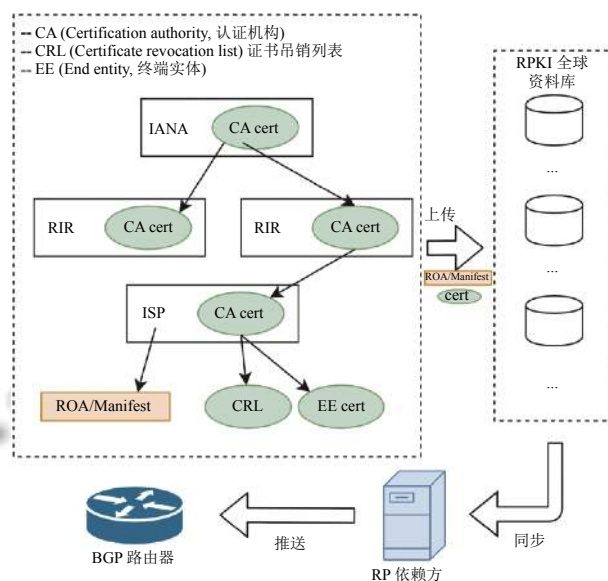 CA (Certification authority, 认证机构)
CRL (Certificate revocation list) 证书吊销列表
EE (End entity, 终端实体)
RPKI 全球
资料库
IANA
CA cert
...
RIR
CA cert
RIR
CA cert
上传
ROA/Manifest
cert
...
ISP
CA cert
...
ROA/Manifest
CRL
EE cert
BGP 路由器
推送
RP 依赖方
同步